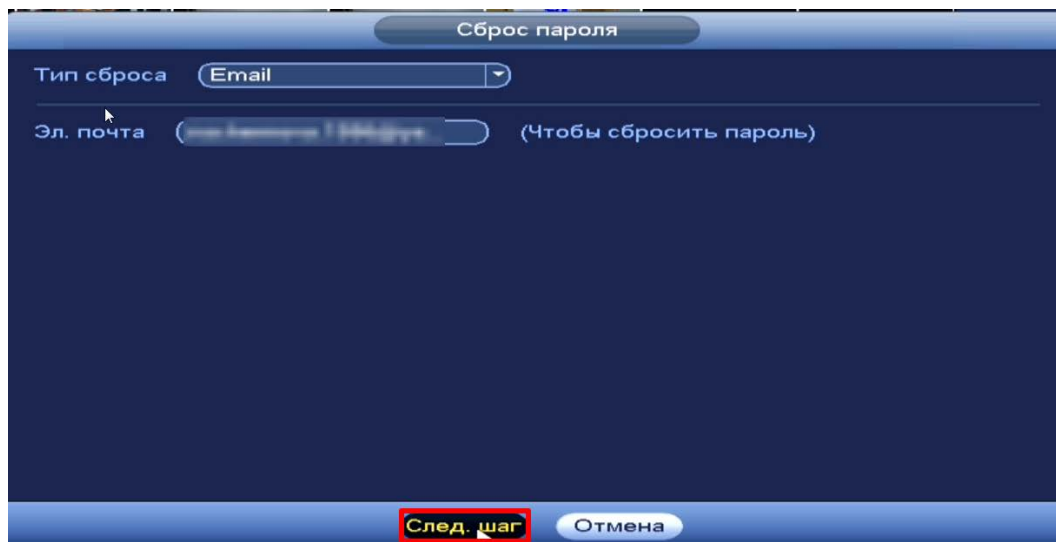 Сброс пароля
Тип сброса Email
Эл. почта (Чтобы сбросить пароль)
След. шаг Отмена